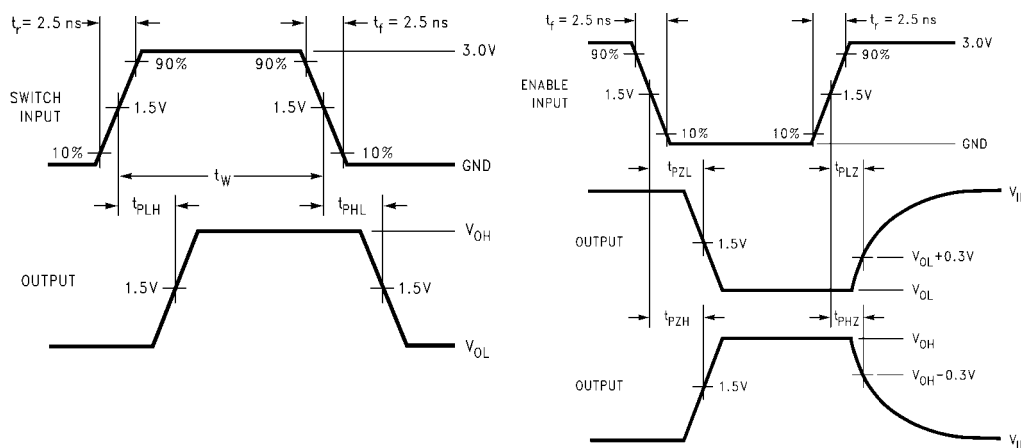 tr = 2.5 ns
tf = 2.5 ns
3.0V
90%
90%
SWITCH
INPUT
1.5V
1.5V
10%
10%
GND
tW
tPLH
tPHL
VOH
OUTPUT
1.5V
1.5V
VOL
tf = 2.5 ns
tr = 2.5 ns
3.0V
90%
90%
ENABLE
INPUT
1.5V
1.5V
10%
10%
GND
tPZL
tPLZ
OUTPUT
1.5V
VOL+0.3V
VOL
tPZH
tPHZ
VOH
VOH−0.3V
OUTPUT
1.5V